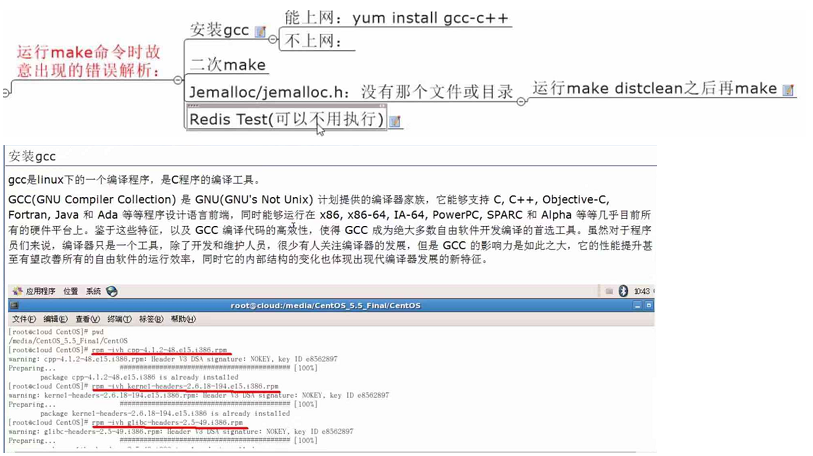 能上网：yum install gcc-c++
安装gcc
不上网：
运行make命令时故
意出现的错误解析：
二次make
Jemalloc/jemalloc.h：没有那个文件或目录
运行make distclean之后再make
Redis Test(可以不用执行)
安装gcc
gcc是linux下的一个编译程序，是C程序的编译工具。
GCC(GNU Compiler Collection) 是 GNU(GNU's Not Unix) 计划提供的编译器家族，它能够支持 C, C++, Objective-C,
Fortran, Java 和 Ada 等等程序设计语言前端，同时能够运行在 x86, x86-64, IA-64, PowerPC, SPARC 和 Alpha 等等几乎目前所
有的硬件平台上。鉴于这些特征，以及 GCC 编译代码的高效性，使得 GCC 成为绝大多数自由软件开发编译的首选工具。虽然对于程序
员们来说，编译器只是一个工具，除了开发和维护人员，很少有人关注编译器的发展，但是 GCC 的影响力是如此之大，它的性能提升甚
至有望改善所有的自由软件的运行效率，同时它的内部结构的变化也体现出现代编译器发展的新特征。
应用程序 位置 系统 10:43
root@cloud:/media/CentOS_5.5_Final/CentOS
文件(F) 编辑(E) 查看(V) 终端(T) 标签(B) 帮助(H)
[root@cloud CentOS]# pwd
/media/CentOS_5.5_Final/CentOS
[root@cloud CentOS]# rpm -ivh cpp-4.1.2-48.el5.i386.rpm
warning: cpp-4.1.2-48.el5.i386.rpm: Header V3 DSA signature: NOKEY, key ID e8562897
Preparing... ########################################### [100%]
package cpp-4.1.2-48.el5.i386 is already installed
[root@cloud CentOS]# rpm -ivh kernel-headers-2.6.18-194.el5.i386.rpm
warning: kernel-headers-2.6.18-194.el5.i386.rpm: Header V3 DSA signature: NOKEY, key ID e8562897
Preparing... ########################################### [100%]
package kernel-headers-2.6.18-194.el5.i386 is already installed
[root@cloud CentOS]# rpm -ivh glibc-headers-2.5-49.i386.rpm
warning: glibc-headers-2.5-49.i386.rpm: Header V3 DSA signature: NOKEY, key ID e8562897
Preparing... ########################################### [100%]